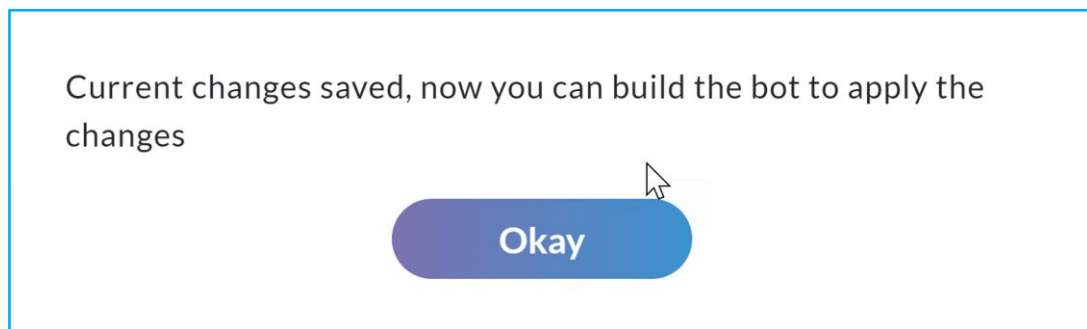 Current changes saved, now you can build the bot to apply the
changes
Okay